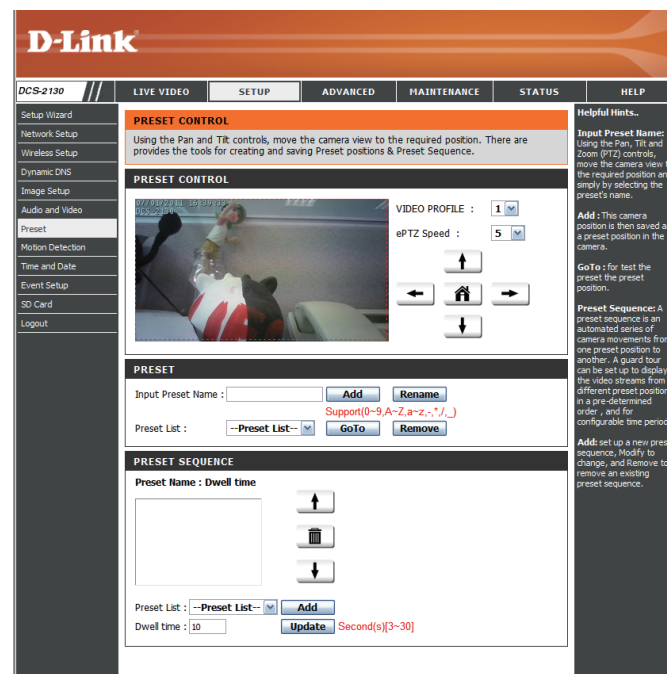 D-Link
DCS-2130
LIVE VIDEO
SETUP
ADVANCED
MAINTENANCE
STATUS
HELP
Setup Wizard
Network Setup
Wireless Setup
Dynamic DNS
Image Setup
Audio and Video
Preset
Motion Detection
Time and Date
Event Setup
SD Card
Logout
PRESET CONTROL
Using the Pan and Tilt controls, move the camera view to the required position. There are
provides the tools for creating and saving Preset positions & Preset Sequence.
PRESET CONTROL
DCS_2130
VIDEO PROFILE : 1
ePTZ Speed : 5
PRESET
Input Preset Name : Add Rename
Support(0~9,A~Z,a~z,-,*,/,_)
Preset List : --Preset List-- GoTo Remove
PRESET SEQUENCE
Preset Name : Dwell time
Preset List : --Preset List-- Add
Dwell time : 10 Update Second(s)[3~30]
Helpful Hints..
Input Preset Name:
Using the Pan, Tilt and
Zoom (PTZ) controls,
move the camera view
the required position
simply by selecting the
preset's name.
Add : This camera
position is then saved
a preset position in the
camera.
GoTo : for test the
preset the preset
position.
Preset Sequence: A
preset sequence is an
automated series of
camera movements
one preset position to
another. A guard tour
can be set up to display
the video streams from
different preset
in a pre-determined
order , and for
configurable time
Add: set up a new
sequence, Modify to
change, and Remove to
remove an existing
preset sequence.